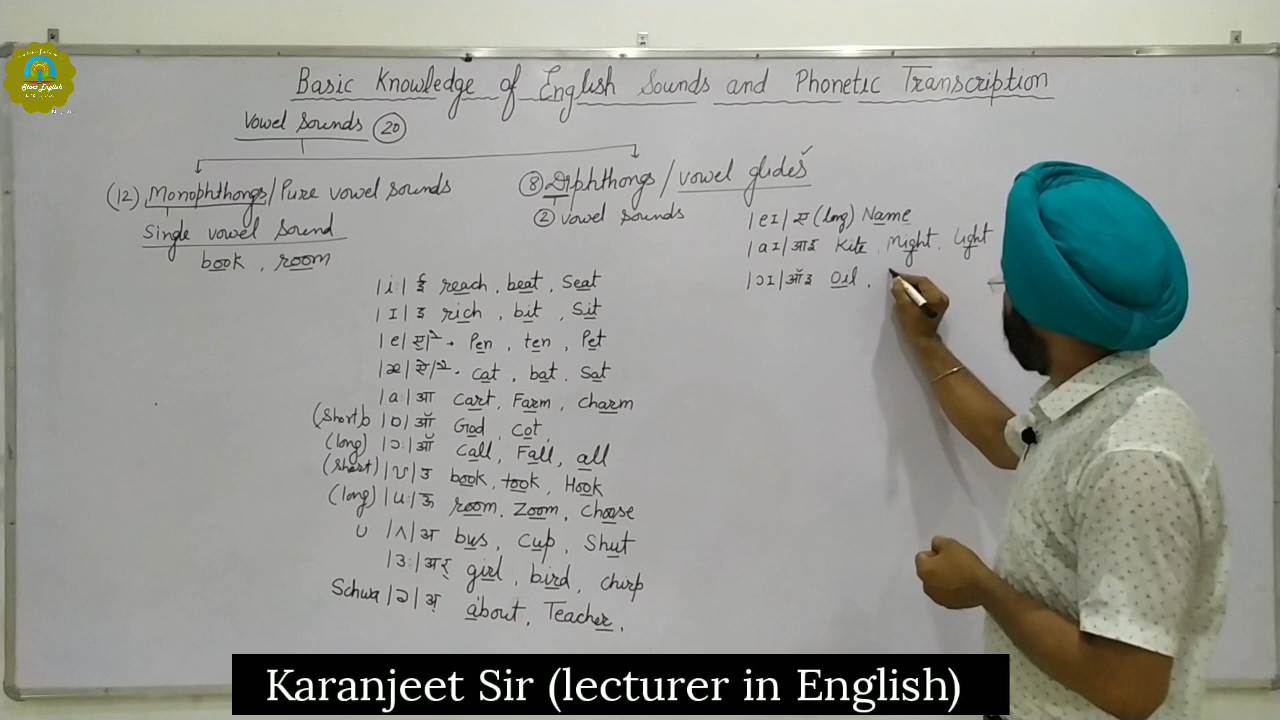 Basic Knowledge of English Sounds and Phonetic Transcription
Vowel Sounds 20
(12) Monophthongs/Pure vowel sounds
Single vowel Sound
book, room
8 Diphthongs/vowel glides
2 vowel sounds
|eɪ| ए (long) Name
|aɪ| आइ Kite, Might, Light
|ɔɪ| ऑइ Oil,
|i:| ई reach, beat, Seat
|ɪ| इ rich, bit, Sit
|e| ए Pen, ten, Pet
|æ| ऐ cat, bat, Sat
|a:| आ cart, Farm, charm
(Short) |ɒ| ऑ God, cot,
(long) |ɔ:| ऑ call, Fall, all
(short) |ʊ| उ book, took, Hook
(long) |u:| ऊ room, Zoom, choose
U |ʌ| अ bus, cup, Shut
|ɜ:| अर् girl, bird, chirp
Schwa |ə| अ about, Teacher,
Karanjeet Sir (lecturer in English)